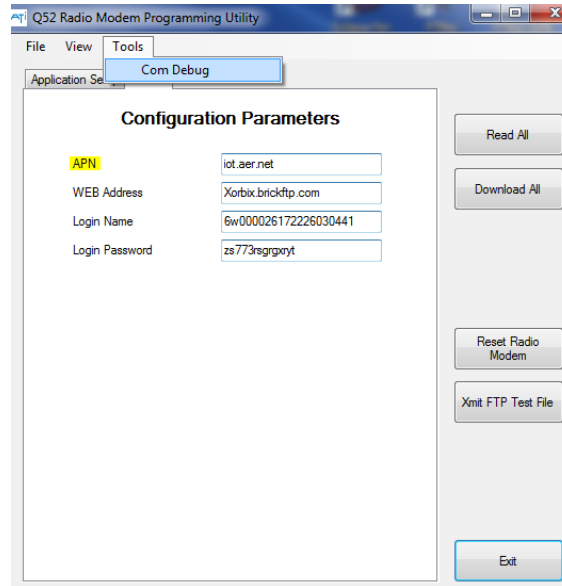 ATi Q52 Radio Modem Programming Utility
File View Tools
Com Debug
Application Se
Configuration Parameters
APN iot.aer.net
WEB Address Xorbix.brickftp.com
Login Name 6w000026172226030441
Login Password zs773rsgrgxryt
Read All
Download All
Reset Radio
Modem
Xmit FTP Test File
Exit